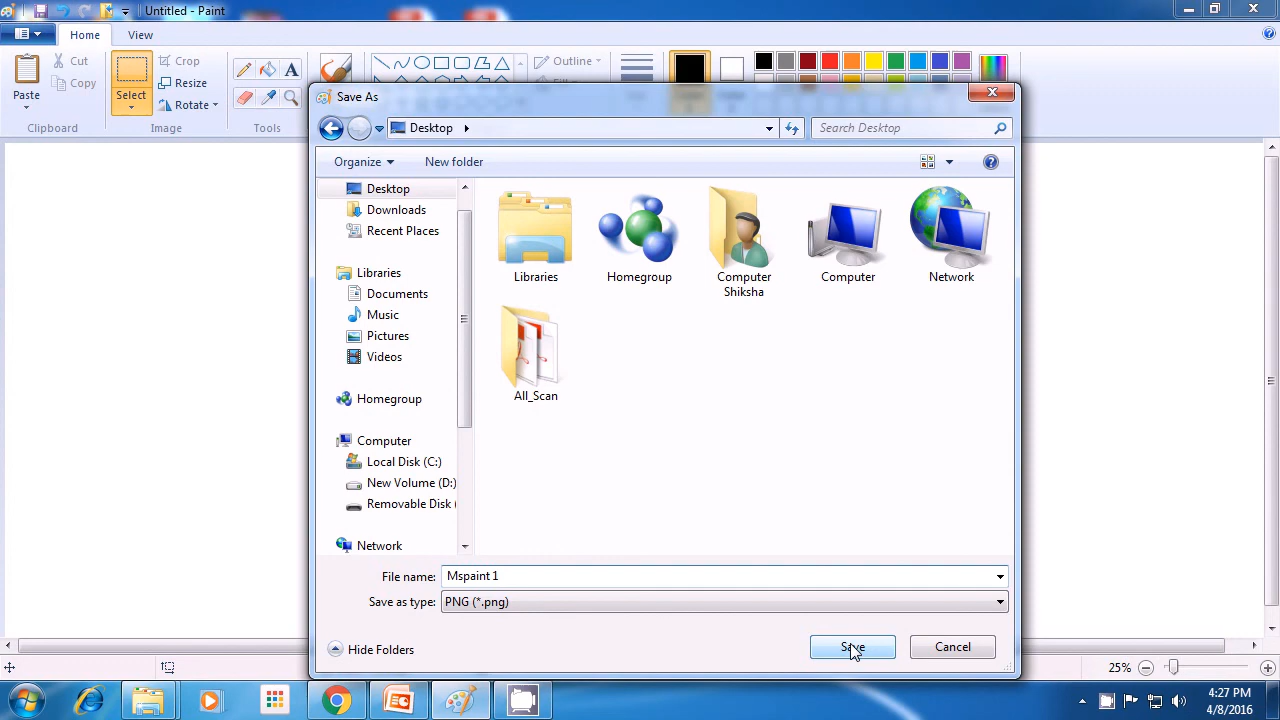 Untitled - Paint
Home
View
Paste
Cut
Copy
Clipboard
Select
Crop
Resize
Rotate
Image
A
Tools
Outline
Save As
Desktop
Search Desktop
Organize
New folder
Desktop
Downloads
Recent Places
Libraries
Documents
Music
Pictures
Videos
Homegroup
Computer
Local Disk (C:)
New Volume (D:)
Removable Disk (
Network
Libraries
Homegroup
Computer
Shiksha
Computer
Network
All_Scan
File name: Mspaint 1
Save as type: PNG (*.png)
Hide Folders
Save
Cancel
25%
4:27 PM
4/8/2016